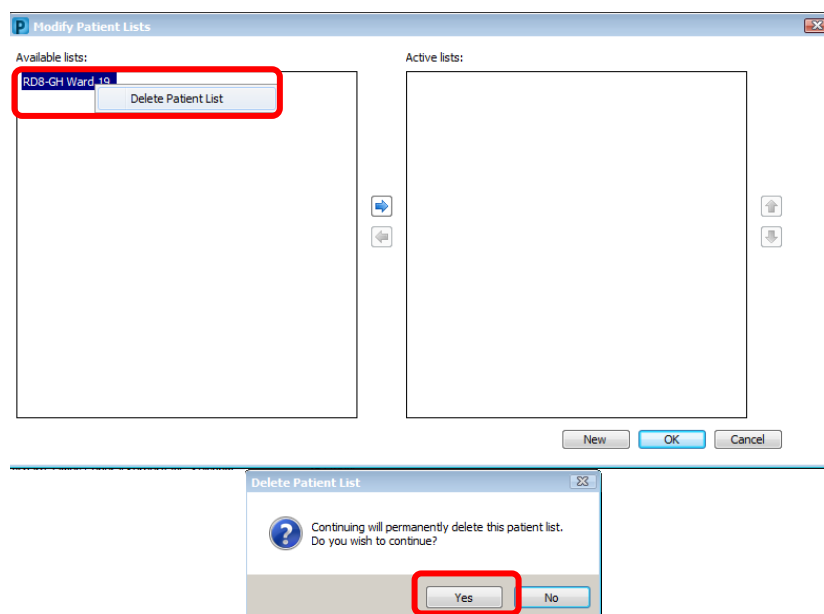 P Modify Patient Lists
Available lists:
Active lists:
RD8-GH Ward 19
Delete Patient List
New
OK
Cancel
Delete Patient List
Continuing will permanently delete this patient list.
Do you wish to continue?
Yes
No